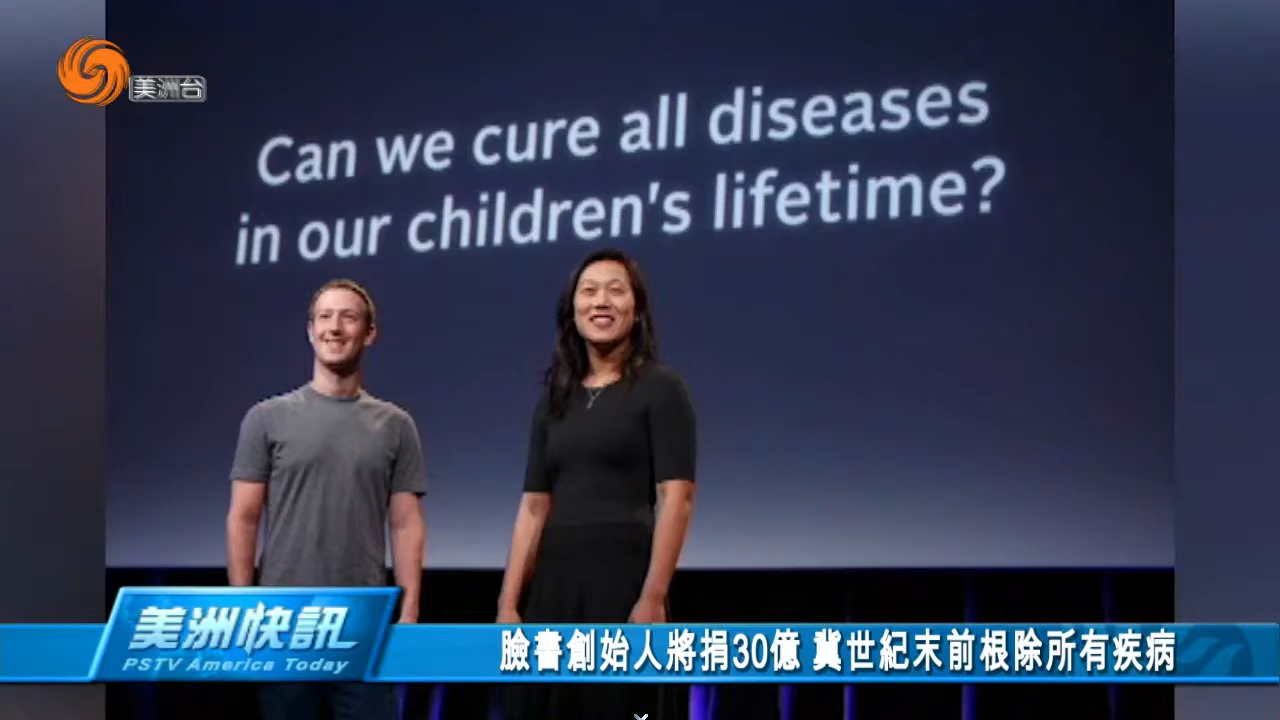 美洲台
Can we cure all diseases
in our children's lifetime?
美洲快訊
PSTV America Today
臉書創始人將捐30億 冀世紀末前根除所有疾病